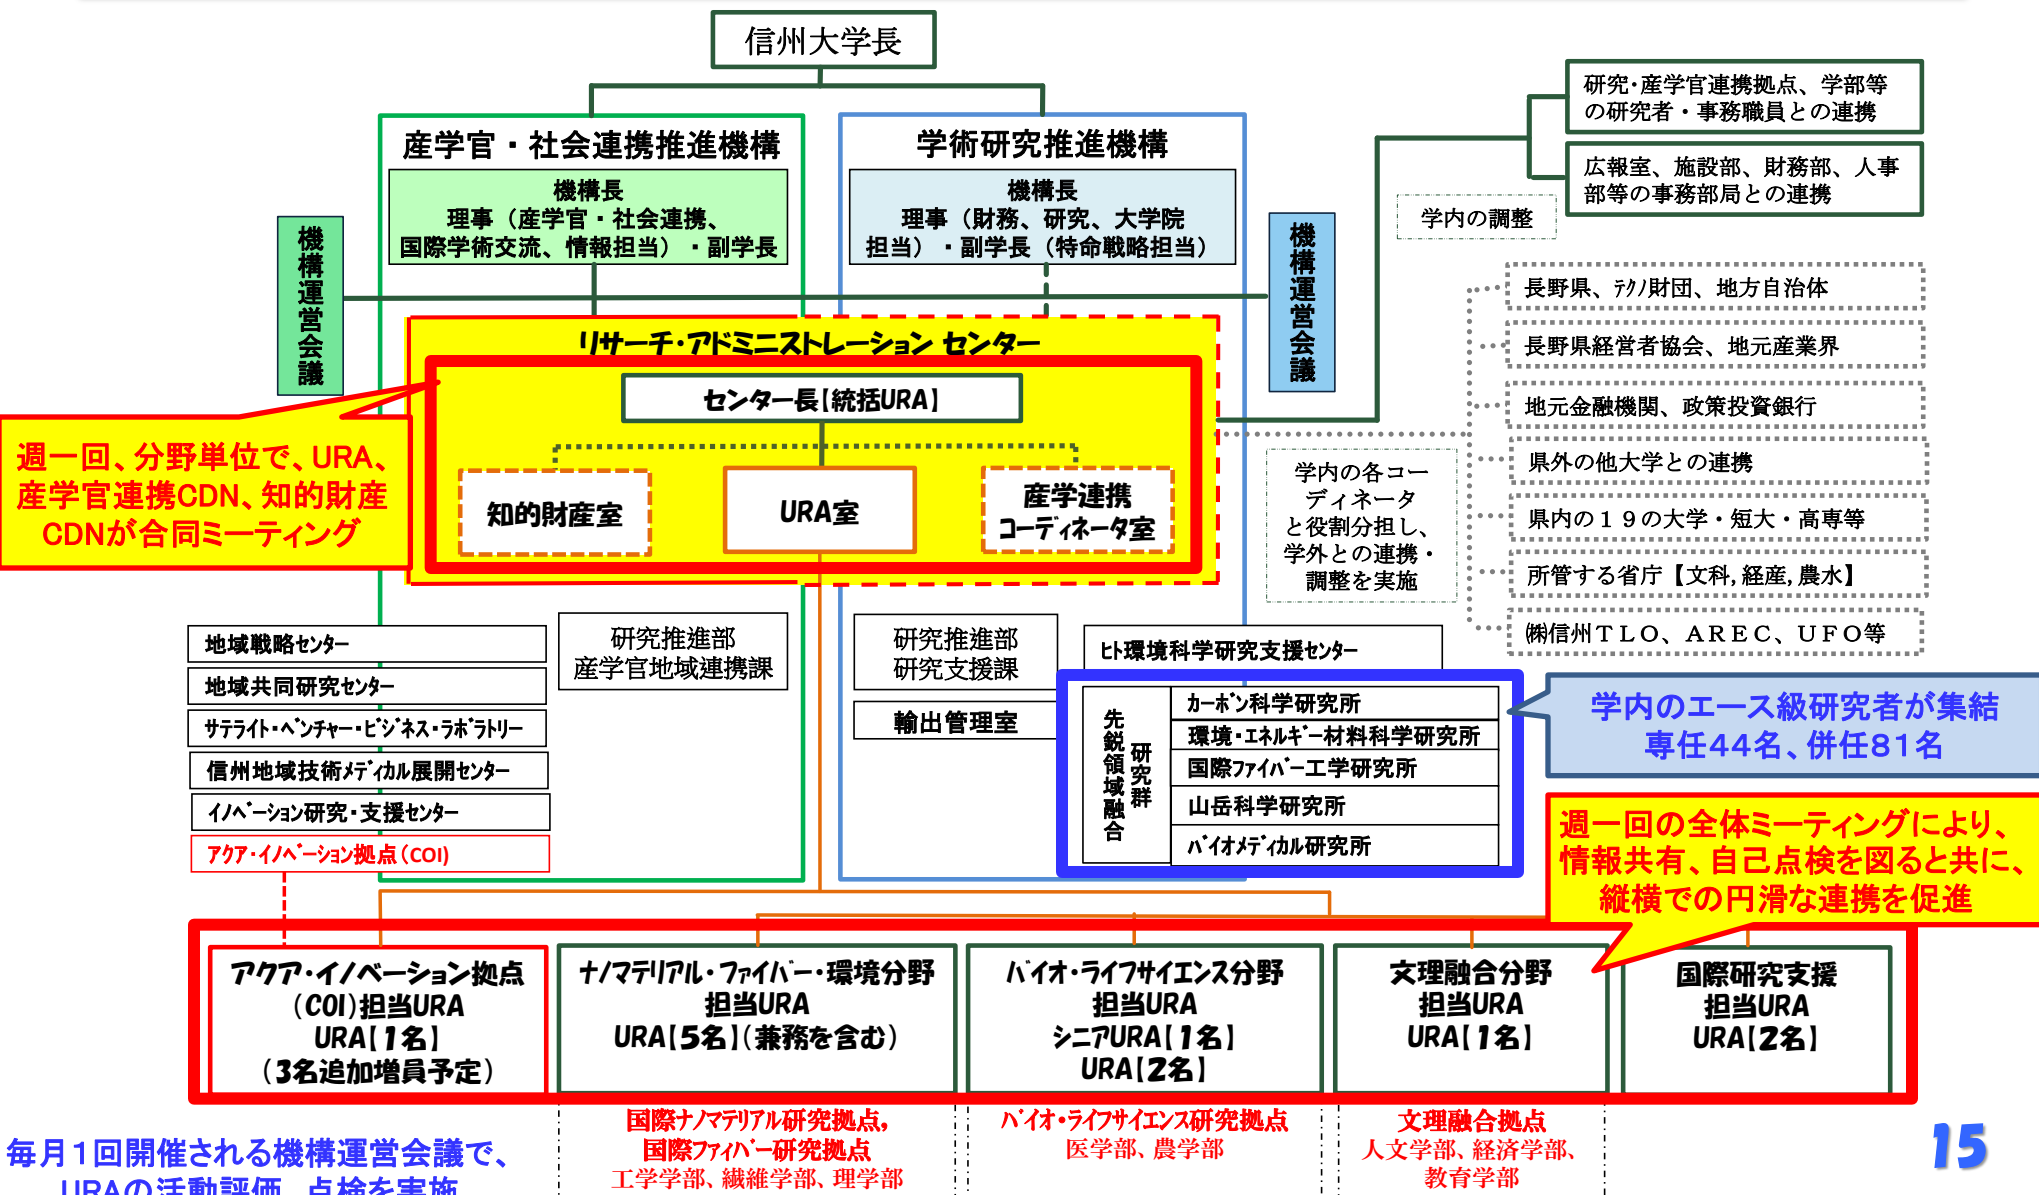 信州大学長
産学官・社会連携推進機構
機構長
理事（産学官・社会連携、
国際学術交流、情報担当）・副学長
学術研究推進機構
機構長
理事（財務、研究、大学院
担当）・副学長（特命戦略担当）
機構運営会議
機構運営会議
研究・産学官連携拠点、学部等
の研究者・事務職員との連携
広報室、施設部、財務部、人事
部等の事務部局との連携
学内の調整
長野県、ﾃｸﾉ財団、地方自治体
長野県経営者協会、地元産業界
地元金融機関、政策投資銀行
県外の他大学との連携
県内の１９の大学・短大・高専等
所管する省庁【文科,経産,農水】
㈱信州ＴＬＯ、ＡＲＥＣ、ＵＦＯ等
学内の各コー
ディネータ
と役割分担し、
学外との連携・
調整を実施
リサーチ・アドミニストレーション センター
センター長【統括URA】
知的財産室
URA室
産学連携
コーディネータ室
週一回、分野単位で、URA、
産学官連携CDN、知的財産
CDNが合同ミーティング
地域戦略ｾﾝﾀｰ
地域共同研究ｾﾝﾀｰ
ｻﾃﾗｲﾄ・ﾍﾞﾝﾁｬｰ・ﾋﾞｼﾞﾈｽ・ﾗﾎﾞﾗﾄﾘｰ
信州地域技術ﾒﾃﾞｨｶﾙ展開ｾﾝﾀｰ
ｲﾉﾍﾞｰｼｮﾝ研究・支援ｾﾝﾀｰ
ｱｸｱ・ｲﾉﾍﾞｰｼｮﾝ拠点（COI)
研究推進部
産学官地域連携課
研究推進部
研究支援課
輸出管理室
ﾋﾄ環境科学研究支援ｾﾝﾀｰ
先鋭領域融合
研究群
ｶｰﾎﾞﾝ科学研究所
環境・ｴﾈﾙｷﾞｰ材料科学研究所
国際ﾌｧｲﾊﾞｰ工学研究所
山岳科学研究所
ﾊﾞｲｵﾒﾃﾞｨｶﾙ研究所
学内のエース級研究者が集結
専任44名、併任81名
週一回の全体ミーティングにより、
情報共有、自己点検を図ると共に、
縦横での円滑な連携を促進
アクア・イノベーション拠点
（COI)担当URA
URA【1名】
（3名追加増員予定）
ナノマテリアル・ファイバー・環境分野
担当URA
URA【5名】（兼務を含む）
バイオ・ライフサイエンス分野
担当URA
シニアURA【1名】
URA【2名】
文理融合分野
担当URA
URA【1名】
国際研究支援
担当URA
URA【2名】
国際ﾅﾉﾏﾃﾘｱﾙ研究拠点,
国際ﾌｧｲﾊﾞｰ研究拠点
工学学部、繊維学部、理学部
ﾊﾞｲｵ・ﾗｲﾌｻｲｴﾝｽ研究拠点
医学部、農学部
文理融合拠点
人文学部、経済学部、
教育学部
毎月1回開催される機構運営会議で、
URAの活動評価、点検を実施
15